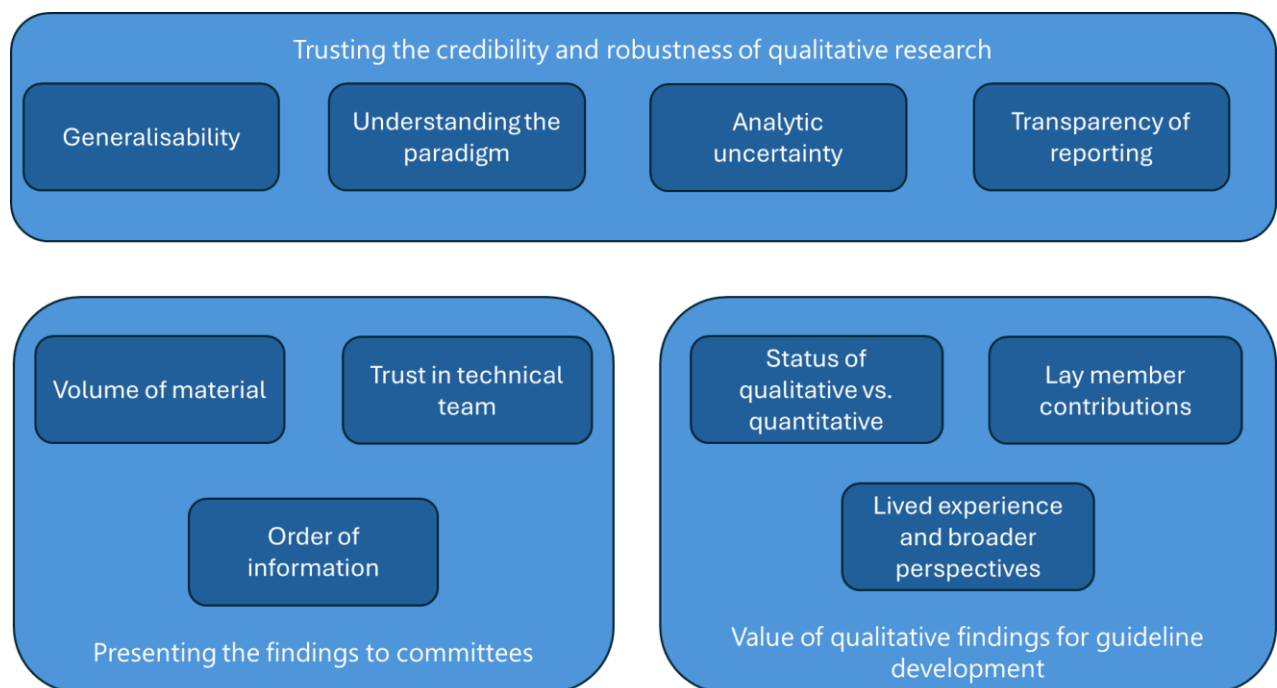 Trusting the credibility and robustness of qualitative research
Generalisability
Understanding the
paradigm
Analytic
uncertainty
Transparency of
reporting
Volume of material
Trust in technical
team
Order of
information
Presenting the findings to committees
Status of
qualitative vs.
quantitative
Lay member
contributions
Lived experience
and broader
perspectives
Value of qualitative findings for guideline
development